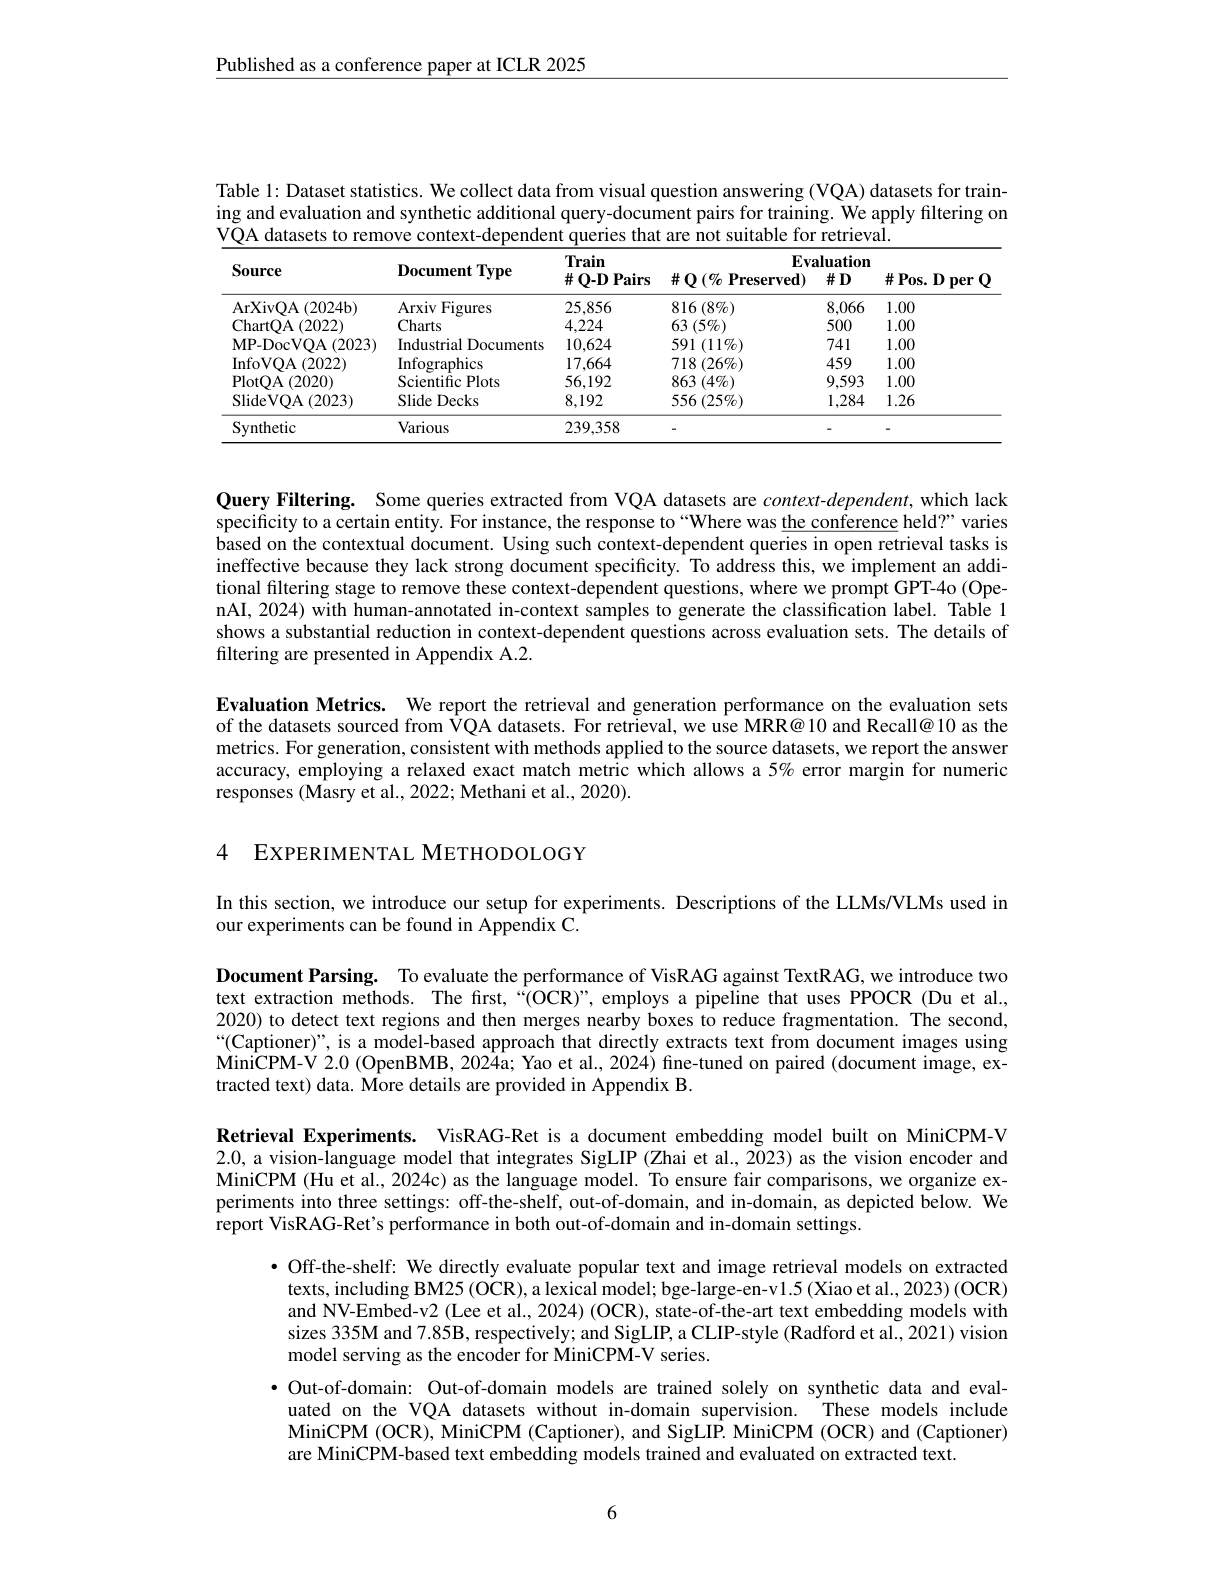 Published as a conference paper at ICLR 2025
Table 1: Dataset statistics. We collect data from visual question answering (VQA) datasets for train-
ing and evaluation and synthetic additional query-document pairs for training. We apply filtering on
VQA datasets to remove context-dependent queries that are not suitable for retrieval.
Source Document Type Train Evaluation
# Q-D Pairs # Q (% Preserved) # D # Pos. D per Q
ArXivQA (2024b) Arxiv Figures 25,856 816 (8%) 8,066 1.00
ChartQA (2022) Charts 4,224 63 (5%) 500 1.00
MP-DocVQA (2023) Industrial Documents 10,624 591 (11%) 741 1.00
InfoVQA (2022) Infographics 17,664 718 (26%) 459 1.00
PlotQA (2020) Scientific Plots 56,192 863 (4%) 9,593 1.00
SlideVQA (2023) Slide Decks 8,192 556 (25%) 1,284 1.26
Synthetic Various 239,358 - - -
Query Filtering. Some queries extracted from VQA datasets are context-dependent, which lack
specificity to a certain entity. For instance, the response to “Where was the conference held?” varies
based on the contextual document. Using such context-dependent queries in open retrieval tasks is
ineffective because they lack strong document specificity. To address this, we implement an addi-
tional filtering stage to remove these context-dependent questions, where we prompt GPT-4o (Ope-
nAI, 2024) with human-annotated in-context samples to generate the classification label. Table 1
shows a substantial reduction in context-dependent questions across evaluation sets. The details of
filtering are presented in Appendix A.2.
Evaluation Metrics. We report the retrieval and generation performance on the evaluation sets
of the datasets sourced from VQA datasets. For retrieval, we use MRR@10 and Recall@10 as the
metrics. For generation, consistent with methods applied to the source datasets, we report the answer
accuracy, employing a relaxed exact match metric which allows a 5% error margin for numeric
responses (Masry et al., 2022; Methani et al., 2020).
4 EXPERIMENTAL METHODOLOGY
In this section, we introduce our setup for experiments. Descriptions of the LLMs/VLMs used in
our experiments can be found in Appendix C.
Document Parsing. To evaluate the performance of VisRAG against TextRAG, we introduce two
text extraction methods. The first, “(OCR)”, employs a pipeline that uses PPOCR (Du et al.,
2020) to detect text regions and then merges nearby boxes to reduce fragmentation. The second,
“(Captioner)”, is a model-based approach that directly extracts text from document images using
MiniCPM-V 2.0 (OpenBMB, 2024a; Yao et al., 2024) fine-tuned on paired (document image, ex-
tracted text) data. More details are provided in Appendix B.
Retrieval Experiments. VisRAG-Ret is a document embedding model built on MiniCPM-V
2.0, a vision-language model that integrates SigLIP (Zhai et al., 2023) as the vision encoder and
MiniCPM (Hu et al., 2024c) as the language model. To ensure fair comparisons, we organize ex-
periments into three settings: off-the-shelf, out-of-domain, and in-domain, as depicted below. We
report VisRAG-Ret’s performance in both out-of-domain and in-domain settings.
• Off-the-shelf: We directly evaluate popular text and image retrieval models on extracted
texts, including BM25 (OCR), a lexical model; bge-large-en-v1.5 (Xiao et al., 2023) (OCR)
and NV-Embed-v2 (Lee et al., 2024) (OCR), state-of-the-art text embedding models with
sizes 335M and 7.85B, respectively; and SigLIP, a CLIP-style (Radford et al., 2021) vision
model serving as the encoder for MiniCPM-V series.
• Out-of-domain: Out-of-domain models are trained solely on synthetic data and eval-
uated on the VQA datasets without in-domain supervision. These models include
MiniCPM (OCR), MiniCPM (Captioner), and SigLIP. MiniCPM (OCR) and (Captioner)
are MiniCPM-based text embedding models trained and evaluated on extracted text.
6